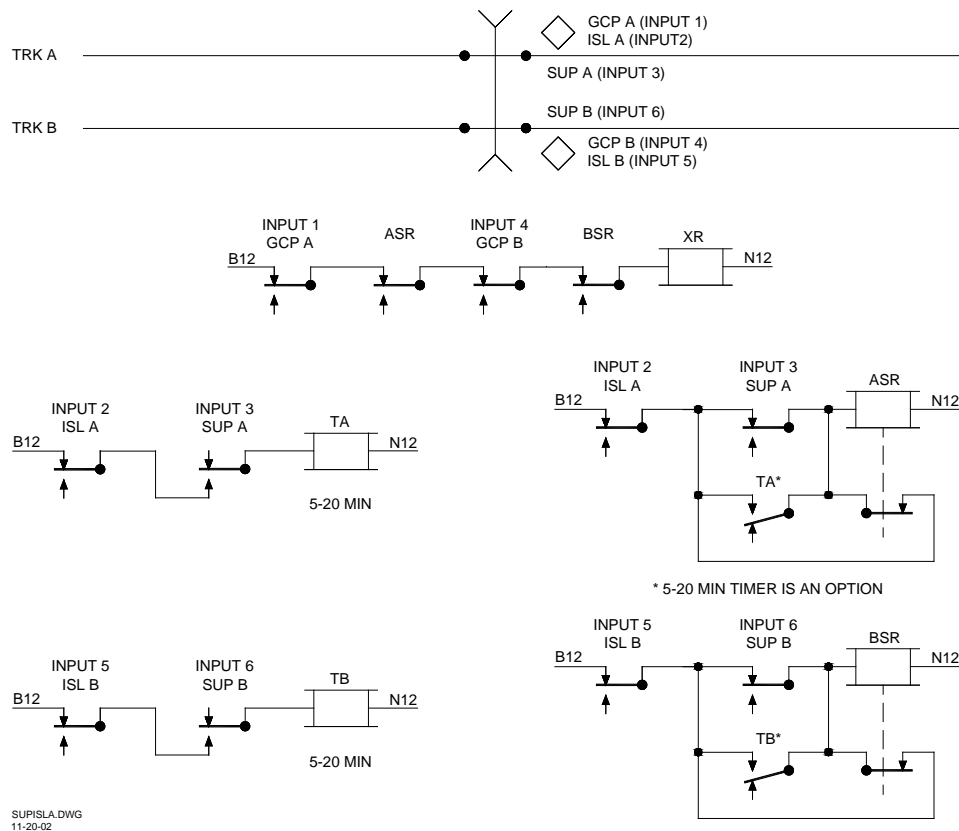 GCP A (INPUT 1)
ISL A (INPUT2)
TRK A
SUP A (INPUT 3)
SUP B (INPUT 6)
TRK B
GCP B (INPUT 4)
ISL B (INPUT 5)
INPUT 1
GCP A
ASR
INPUT 4
GCP B
BSR
XR
B12
N12
INPUT 2
ISL A
INPUT 3
SUP A
TA
B12
N12
5-20 MIN
INPUT 2
ISL A
INPUT 3
SUP A
ASR
B12
N12
TA*
* 5-20 MIN TIMER IS AN OPTION
INPUT 5
ISL B
INPUT 6
SUP B
TB
B12
N12
5-20 MIN
INPUT 5
ISL B
INPUT 6
SUP B
BSR
B12
N12
TB*
SUPISLA.DWG
11-20-02